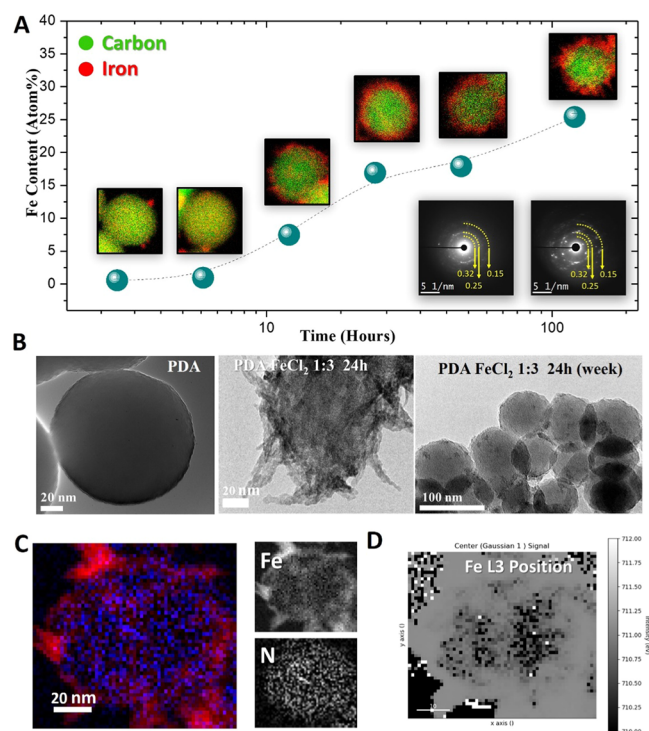 A
40
35
30
25
20
15
10
5
0
Fe Content (Atom%)
Carbon
Iron
0.32
0.25
0.15
5 1/nm
0.32
0.25
0.15
5 1/nm
10
100
Time (Hours)
B
PDA
20 nm
PDA FeCl₂ 1:3 24h
20 nm
PDA FeCl₂ 1:3 24h (week)
100 nm
C
20 nm
Fe
N
D
Center (Gaussian 1 ) Signal
Fe L3 Position
y axis ()
x axis ()
10
712.00
711.75
711.50
711.25
711.00
710.75
710.50
710.25